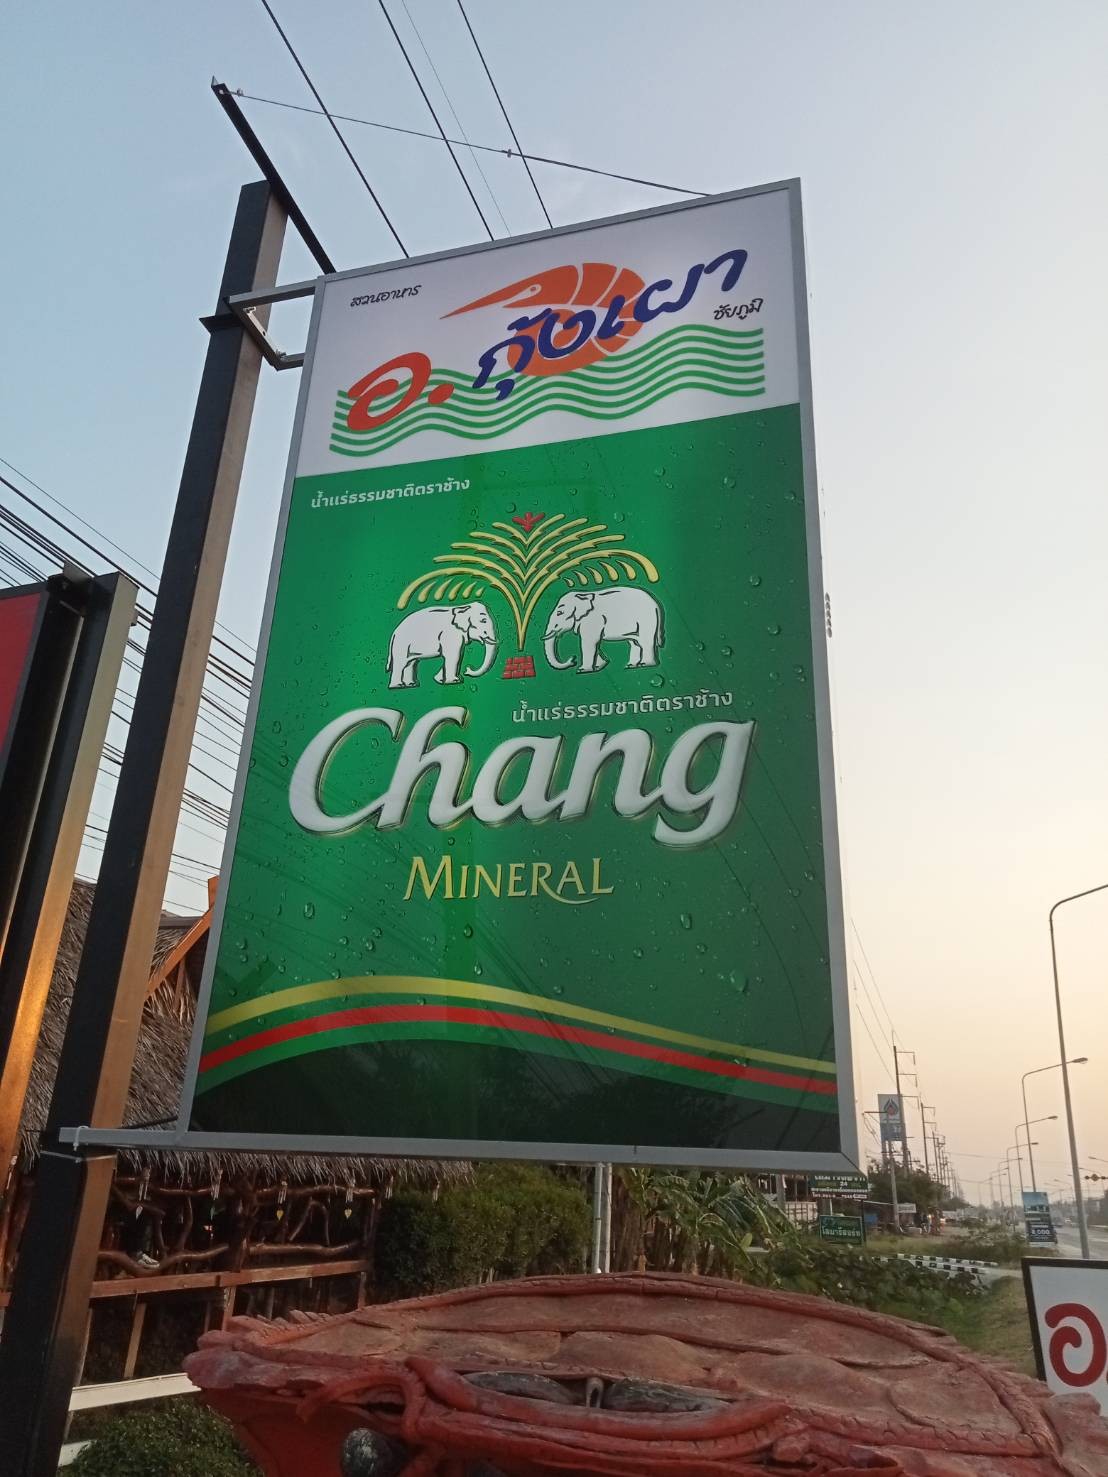 สวนอาหาร
อ. กุ้งเผา
ชัยภูมิ
น้ำแร่ธรรมชาติตราช้าง
น้ำแร่ธรรมชาติตราช้าง
Chang
MINERAL
24
อ